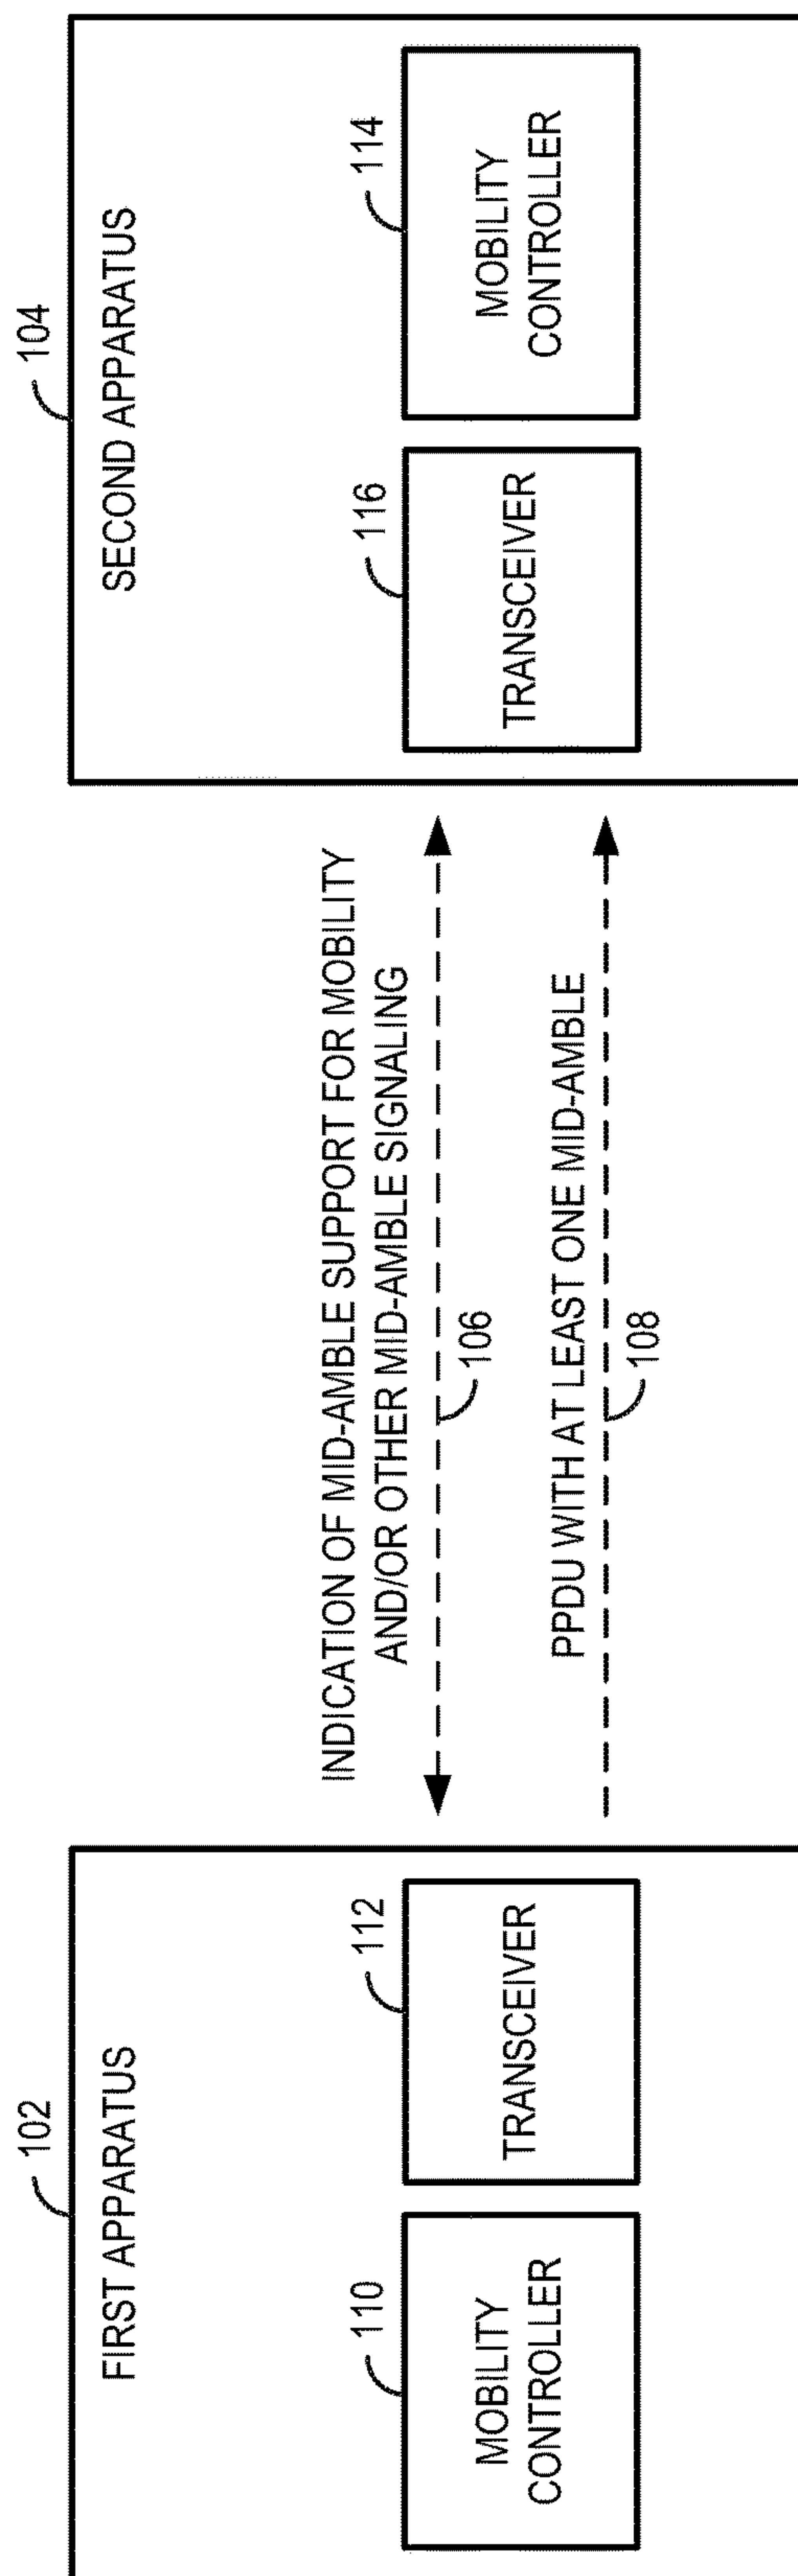 102
FIRST APPARATUS
110
MOBILITY
CONTROLLER
112
TRANSCEIVER
INDICATION OF MID-AMBLE SUPPORT FOR MOBILITY
AND/OR OTHER MID-AMBLE SIGNALING
106
PPDU WITH AT LEAST ONE MID-AMBLE
108
104
SECOND APPARATUS
116
TRANSCEIVER
114
MOBILITY
CONTROLLER